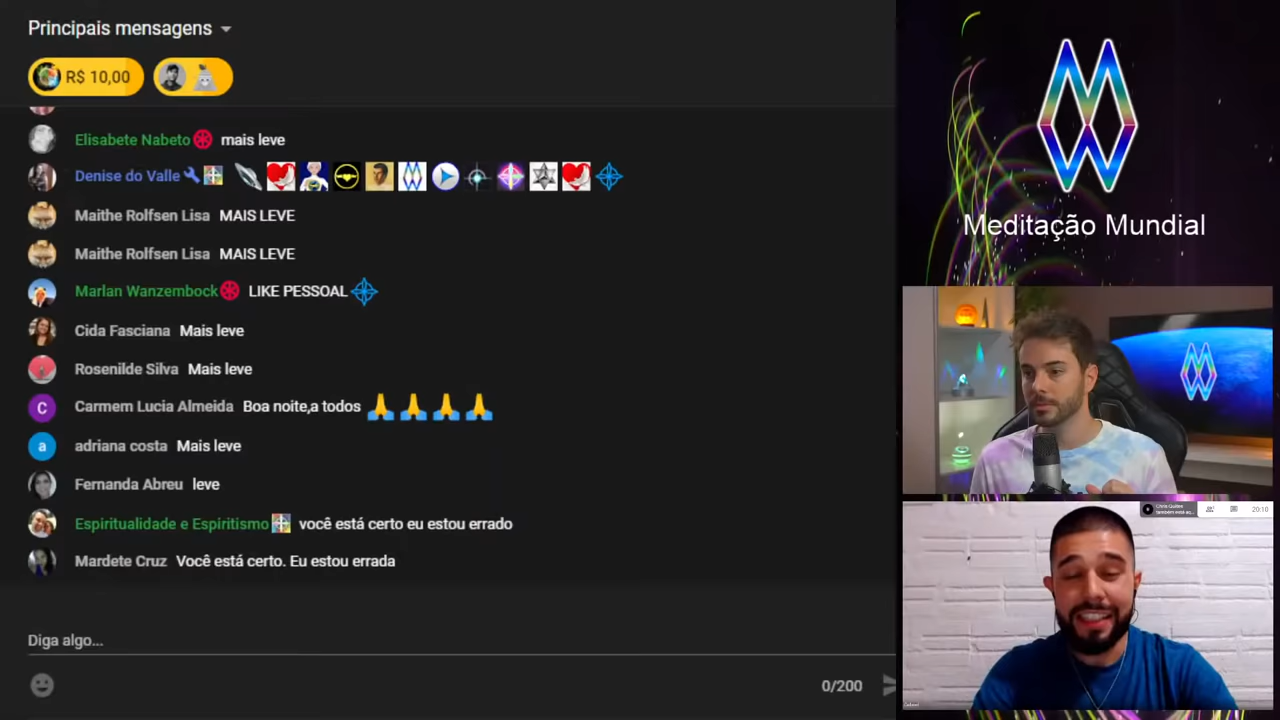 Principais mensagens
R$ 10,00
Elisabete Nabeto mais leve
Denise do Valle
Maithe Rolfsen Lisa MAIS LEVE
Maithe Rolfsen Lisa MAIS LEVE
Marlan Wanzembock LIKE PESSOAL
Cida Fasciana Mais leve
Rosenilde Silva Mais leve
C Carmem Lucia Almeida Boa noite,a todos
a adriana costa Mais leve
Fernanda Abreu leve
Espiritualidade e Espiritismo você está certo eu estou errado
Mardete Cruz Você está certo. Eu estou errada
Diga algo...
0/200
Meditação Mundial
20:10